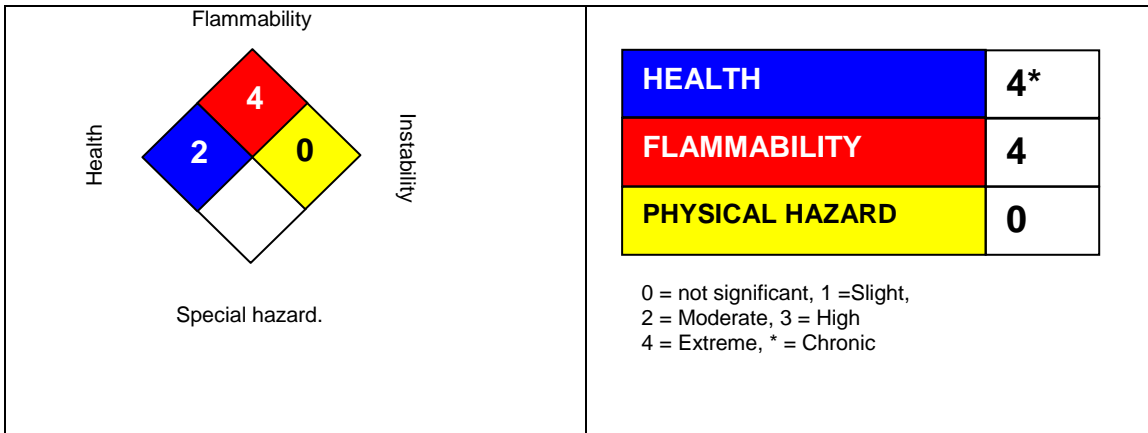 Flammability
4
Health
2
0
Instability
Special hazard.
HEALTH 4*
FLAMMABILITY 4
PHYSICAL HAZARD 0
0 = not significant, 1 =Slight,
2 = Moderate, 3 = High
4 = Extreme, * = Chronic